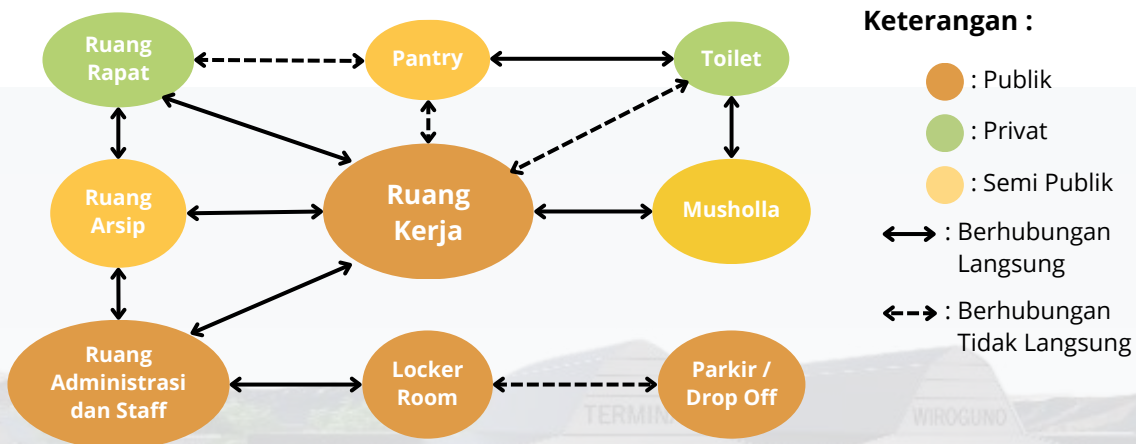 Keterangan :
Ruang
Rapat
Pantry
Toilet
: Publik
: Privat
: Semi Publik
Ruang
Arsip
Ruang
Kerja
Musholla
: Berhubungan
Langsung
: Berhubungan
Tidak Langsung
Ruang
Administrasi
dan Staff
Locker
Room
Parkir /
Drop Off
WIROGUNO